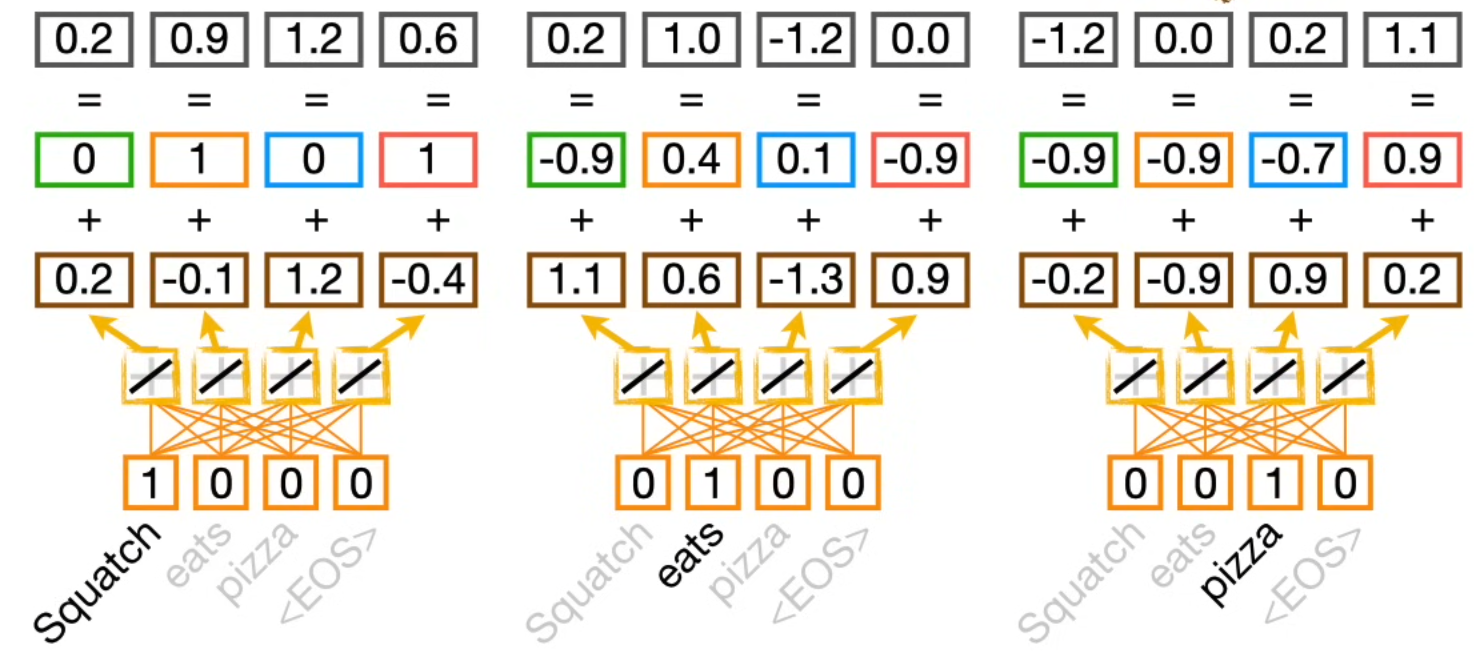 0.2 0.9 1.2 0.6 0.2 1.0 -1.2 0.0 -1.2 0.0 0.2 1.1
= = = = = = = = = = = =
0 1 0 1 -0.9 0.4 0.1 -0.9 -0.9 -0.9 -0.7 0.9
+ + + + + + + + + + + +
0.2 -0.1 1.2 -0.4 1.1 0.6 -1.3 0.9 -0.2 -0.9 0.9 0.2
1 0 0 0 0 1 0 0 0 0 1 0
Squatch eats pizza <EOS> Squatch eats pizza <EOS> Squatch eats pizza <EOS>